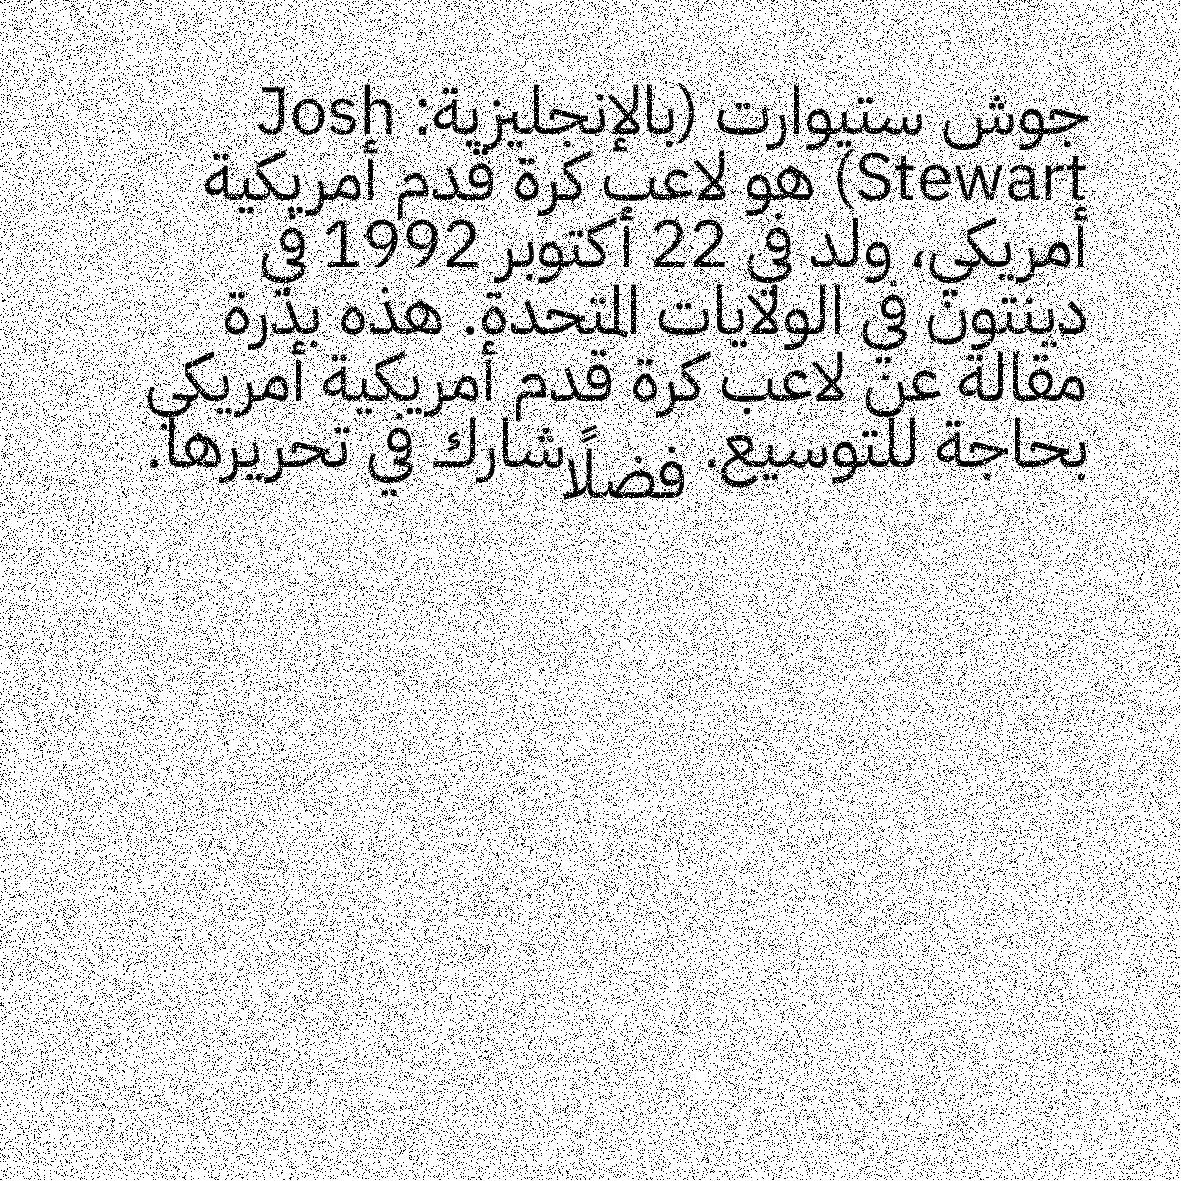 جوش ستيوارت (بالإنجليزية: Josh
Stewart) هو لاعب كرة قدم أمريكية
أمريكي، ولد في 22 أكتوبر 1992 في
دينتون في الولايات المتحدة. هذه بذرة
مقالة عن لاعب كرة قدم أمريكية أمريكي
بحاجة للتوسيع. فضلًا شارك في تحريرها.